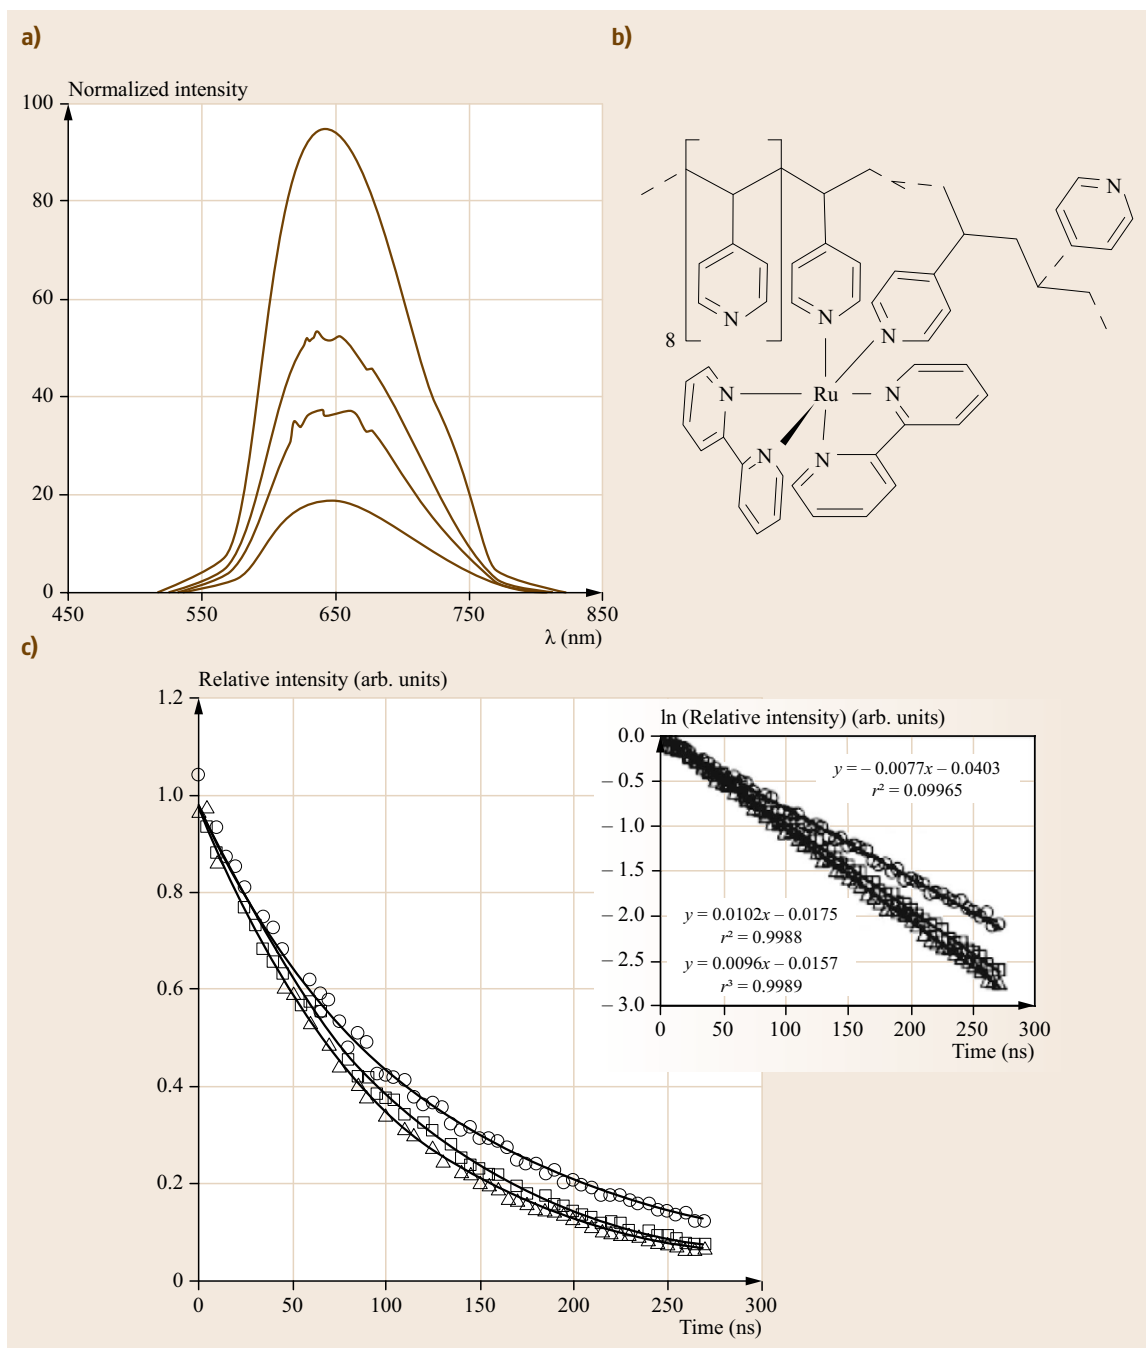 a)
Normalized intensity
100
80
60
40
20
0
450 550 650 750 850
λ (nm)
b)
N
8
N
N
N
N
Ru
N
N
N
c)
Relative intensity (arb. units)
1.2
1.0
0.8
0.6
0.4
0.2
0
0 50 100 150 200 250 300
Time (ns)
ln (Relative intensity) (arb. units)
0.0
– 0.5
– 1.0
– 1.5
– 2.0
– 2.5
– 3.0
y = – 0.0077x – 0.0403
r² = 0.09965
y = 0.0102x – 0.0175
r² = 0.9988
y = 0.0096x – 0.0157
r³ = 0.9989
0 50 100 150 200 250 300
Time (ns)